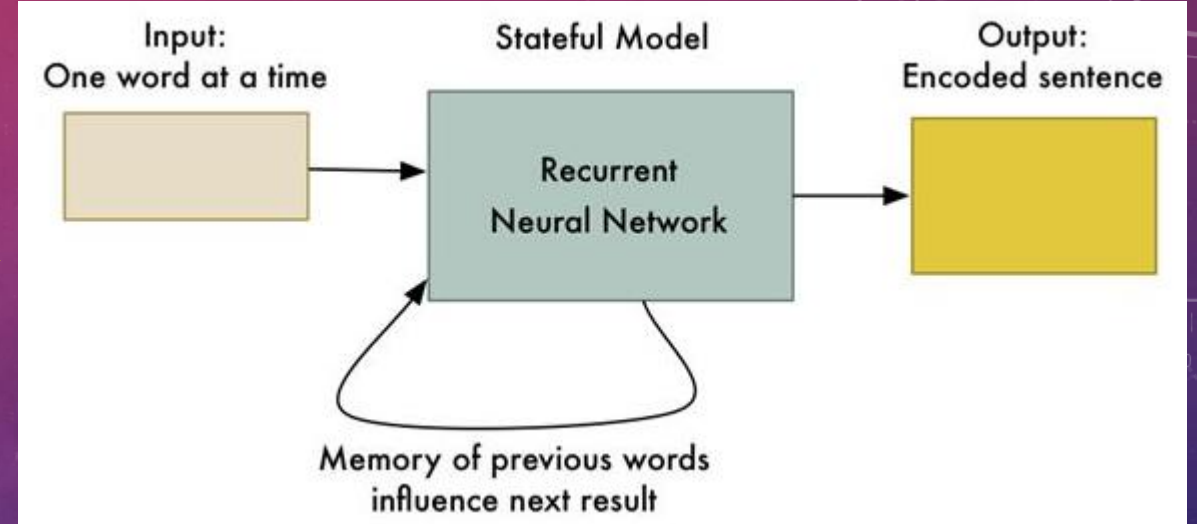 Input:
One word at a time
Stateful Model
Output:
Encoded sentence
Recurrent
Neural Network
Memory of previous words
influence next result